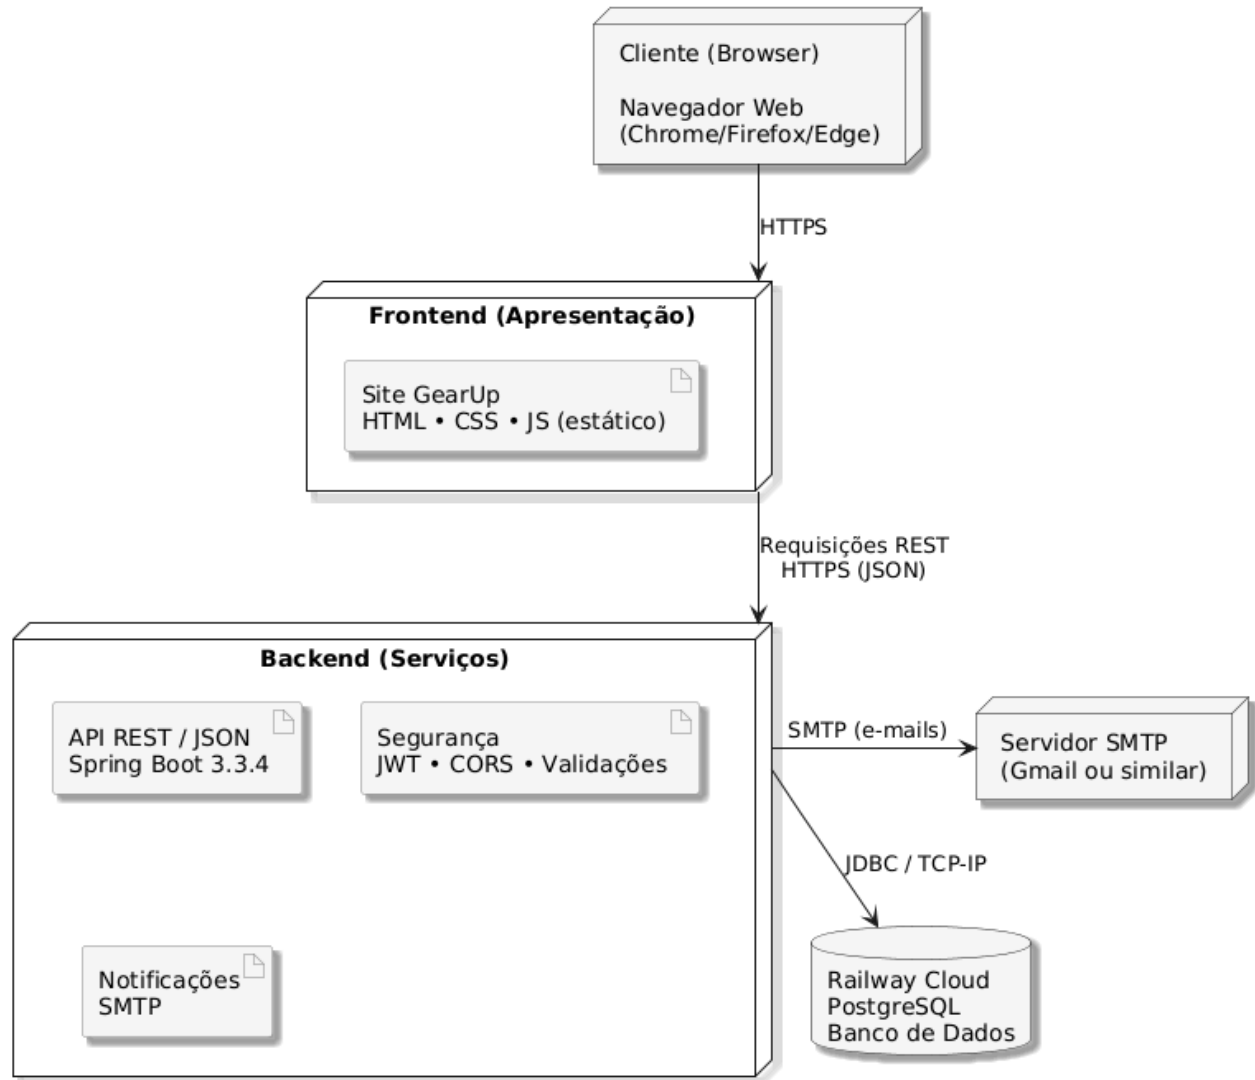 Cliente (Browser)
Navegador Web
(Chrome/Firefox/Edge)
HTTPS
Frontend (Apresentação)
Site GearUp
HTML • CSS • JS (estático)
Requisições REST
HTTPS (JSON)
Backend (Serviços)
API REST / JSON
Spring Boot 3.3.4
Segurança
JWT • CORS • Validações
SMTP (e-mails)
Servidor SMTP
(Gmail ou similar)
JDBC / TCP-IP
Notificações
SMTP
Railway Cloud
PostgreSQL
Banco de Dados